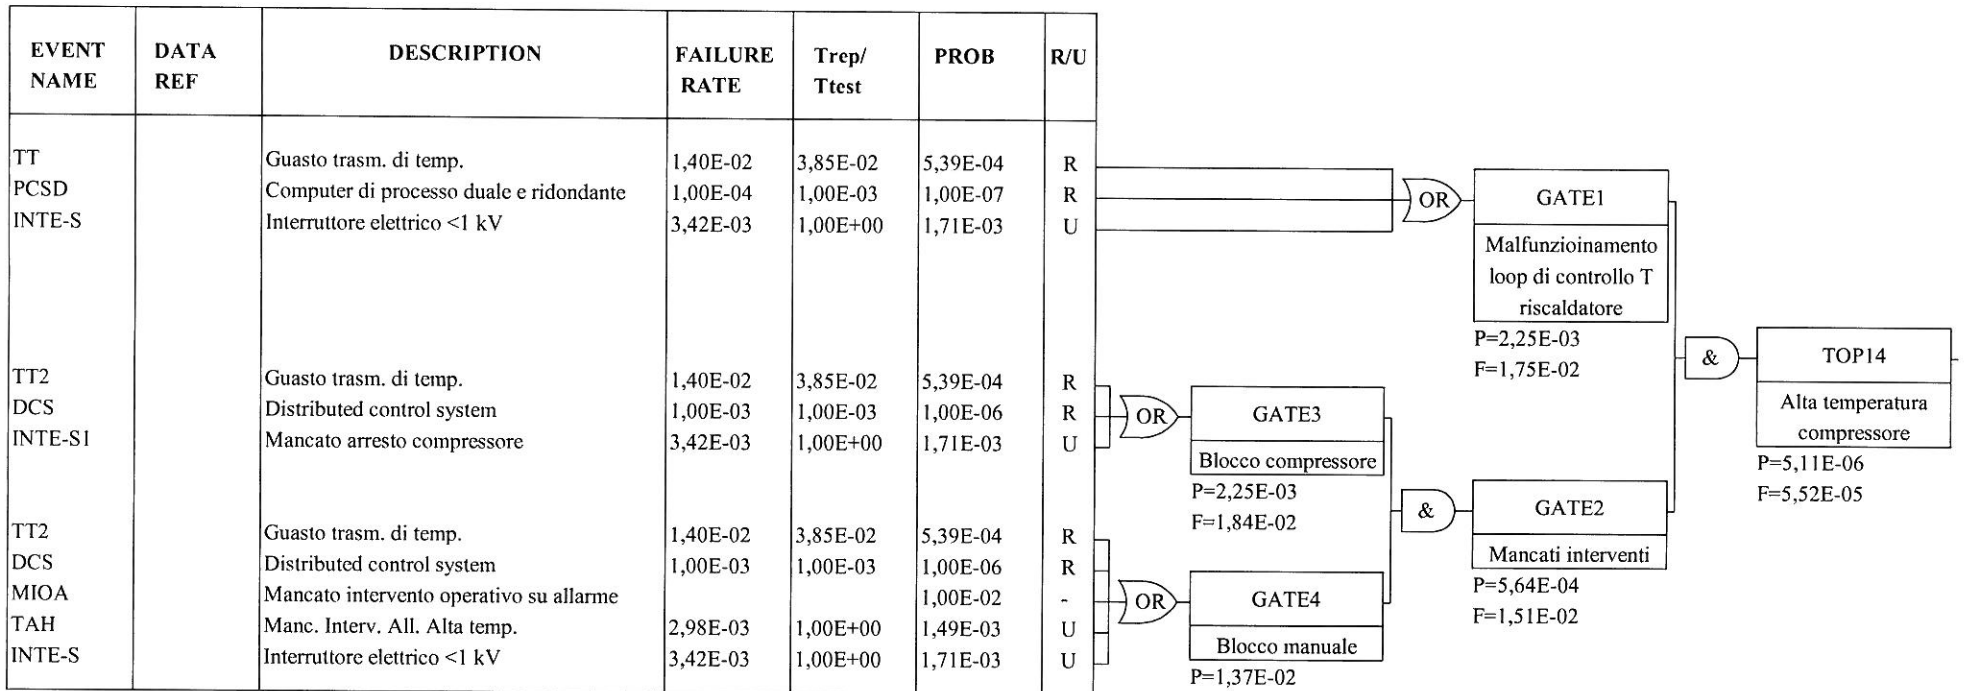 EVENT NAME DATA REF DESCRIPTION FAILURE RATE Trep/ Ttest PROB R/U
TT Guasto trasm. di temp. 1,40E-02 3,85E-02 5,39E-04 R
PCSD Computer di processo duale e ridondante 1,00E-04 1,00E-03 1,00E-07 R
INTE-S Interruttore elettrico <1 kV 3,42E-03 1,00E+00 1,71E-03 U
OR
GATE1
Malfunzioinamento
loop di controllo T
riscaldatore
P=2,25E-03
F=1,75E-02
&
TOP14
Alta temperatura
compressore
P=5,11E-06
F=5,52E-05
TT2 Guasto trasm. di temp. 1,40E-02 3,85E-02 5,39E-04 R
DCS Distributed control system 1,00E-03 1,00E-03 1,00E-06 R
INTE-S1 Mancato arresto compressore 3,42E-03 1,00E+00 1,71E-03 U
OR
GATE3
Blocco compressore
P=2,25E-03
F=1,84E-02
&
GATE2
Mancati interventi
P=5,64E-04
F=1,51E-02
TT2 Guasto trasm. di temp. 1,40E-02 3,85E-02 5,39E-04 R
DCS Distributed control system 1,00E-03 1,00E-03 1,00E-06 R
MIOA Mancato intervento operativo su allarme 1,00E-02 -
TAH Manc. Interv. All. Alta temp. 2,98E-03 1,00E+00 1,49E-03 U
INTE-S Interruttore elettrico <1 kV 3,42E-03 1,00E+00 1,71E-03 U
OR
GATE4
Blocco manuale
P=1,37E-02